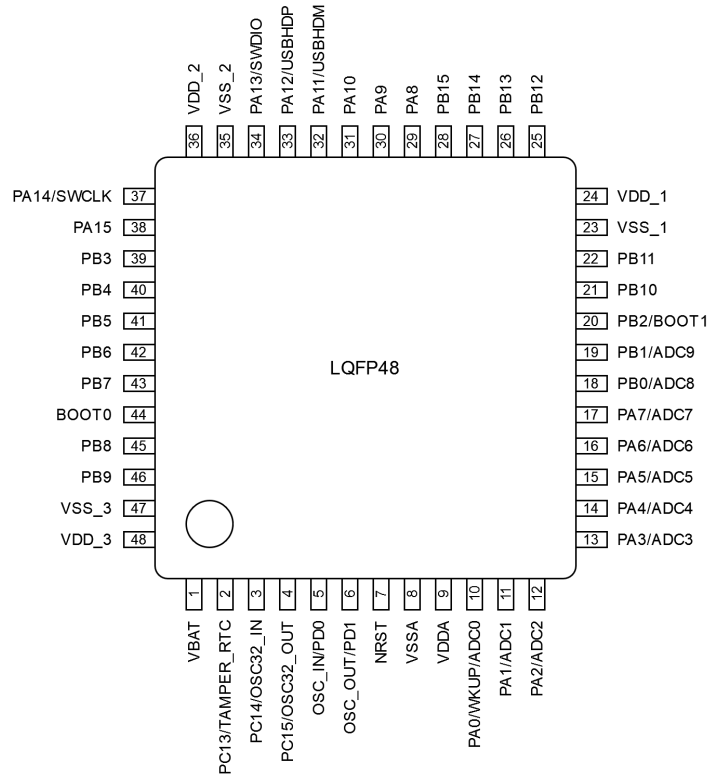 VDD_2
VSS_2
PA13/SWDIO
PA12/USBHDP
PA11/USBHDM
PA10
PA9
PA8
PB15
PB14
PB13
PB12
36
35
34
33
32
31
30
29
28
27
26
25
PA14/SWCLK 37
PA15 38
PB3 39
PB4 40
PB5 41
PB6 42
PB7 43
BOOT0 44
PB8 45
PB9 46
VSS_3 47
VDD_3 48
LQFP48
24 VDD_1
23 VSS_1
22 PB11
21 PB10
20 PB2/BOOT1
19 PB1/ADC9
18 PB0/ADC8
17 PA7/ADC7
16 PA6/ADC6
15 PA5/ADC5
14 PA4/ADC4
13 PA3/ADC3
1
2
3
4
5
6
7
8
9
10
11
12
VBAT
PC13/TAMPER_RTC
PC14/OSC32_IN
PC15/OSC32_OUT
OSC_IN/PD0
OSC_OUT/PD1
NRST
VSSA
VDDA
PA0/WKUP/ADC0
PA1/ADC1
PA2/ADC2